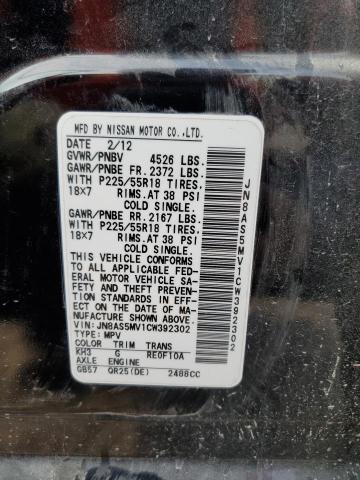 MFD. BY NISSAN MOTOR CO., LTD.
DATE 2/12
GVWR/PNBV 4526 LBS.
GAWR/PNBE FR. 2372 LBS.
WITH P225/55R18 TIRES,
18X7 RIMS. AT 38 PSI
COLD SINGLE.
GAWR/PNBE RR. 2167 LBS.
WITH P225/55R18 TIRES,
18X7 RIMS. AT 38 PSI
COLD SINGLE.
THIS VEHICLE CONFORMS
TO ALL APPLICABLE FED-
ERAL MOTOR VEHICLE SA-
FETY AND THEFT PREVEN-
TION STANDARDS IN EFF-
ECT ON THE DATE OF MA-
NUFACTURE SHOWN ABOVE.
VIN: JN8AS5MV1CW392302
TYPE: MPV
COLOR TRIM TRANS
KH3 G RE0F10A
AXLE ENGINE
GB57 QR25(DE) 2488CC
JN8AS5MV1CW392302